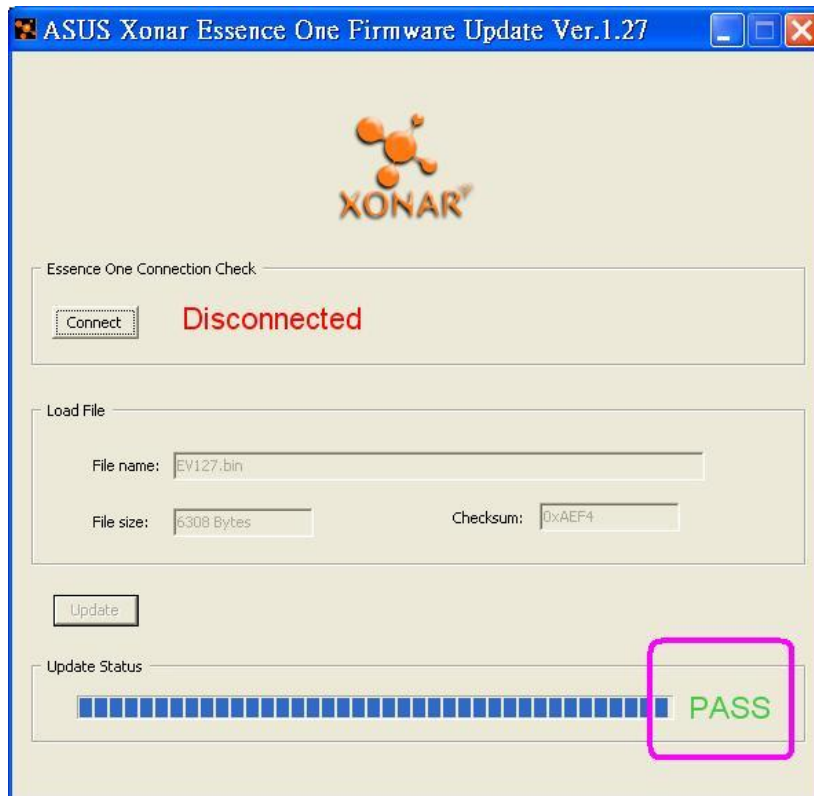 ASUS Xonar Essence One Firmware Update Ver.1.27
XONAR
Essence One Connection Check
Connect Disconnected
Load File
File name: EV127.bin
File size: 6308 Bytes Checksum: 0xAEF4
Update
Update Status
PASS